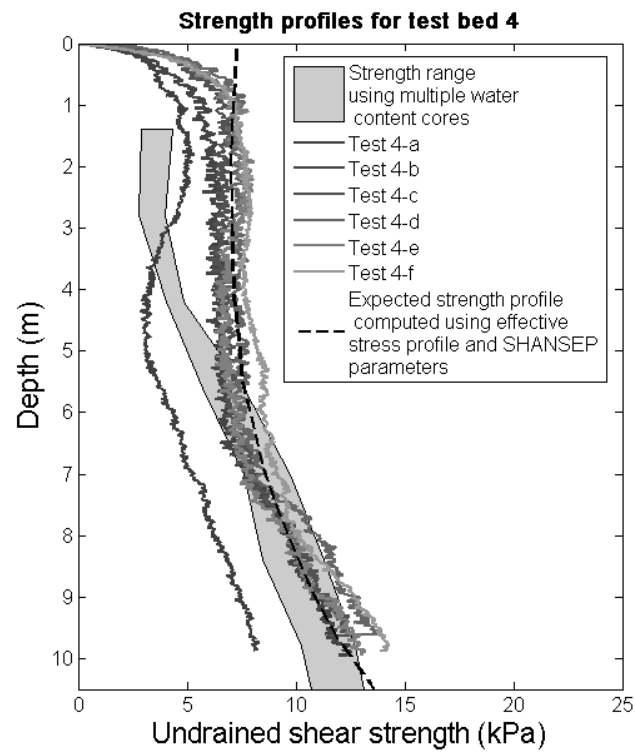 Strength profiles for test bed 4
Strength range
using multiple water
content cores
Test 4-a
Test 4-b
Test 4-c
Test 4-d
Test 4-e
Test 4-f
Expected strength profile
computed using effective
stress profile and SHANSEP
parameters
0
1
2
3
4
5
6
7
8
9
10
Depth (m)
0 5 10 15 20 25
Undrained shear strength (kPa)